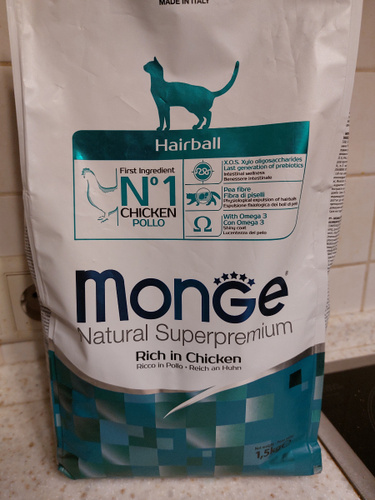 MADE IN ITALY
Hairball
First Ingredient
Nº1
CHICKEN
POLLO
X.O.S. Xylo oligosaccharides
Last generation of prebiotics
Intestinal wellness
Benessere intestinale
Pea fibre
Fibra di piselli
Physiological expulsion of hairballs
Espulsione fisiologica dei boli di pelo
Ω
With Omega 3
Con Omega 3
Shiny coat
Lucentezza del pelo
monGe
Natural Superpremium
Rich in Chicken
Ricco in Pollo - Reich an Huhn
1,5